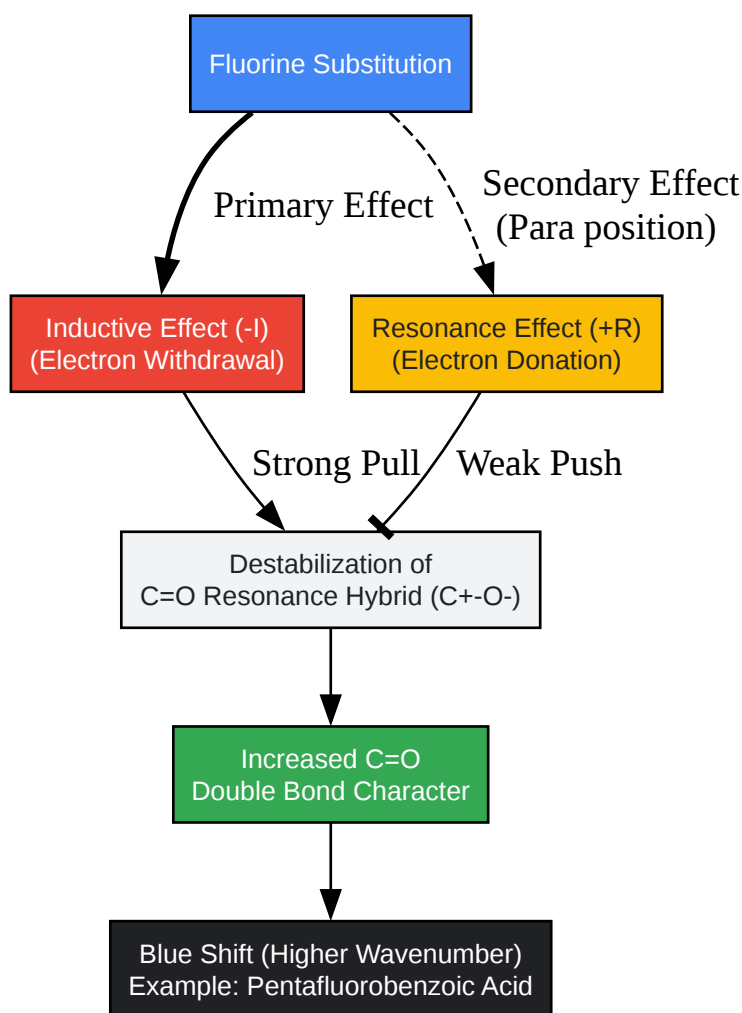 Fluorine Substitution
Primary Effect
Secondary Effect
(Para position)
Inductive Effect (-I)
(Electron Withdrawal)
Resonance Effect (+R)
(Electron Donation)
Strong Pull
Weak Push
Destabilization of
C=O Resonance Hybrid (C+-O-)
Increased C=O
Double Bond Character
Blue Shift (Higher Wavenumber)
Example: Pentafluorobenzoic Acid